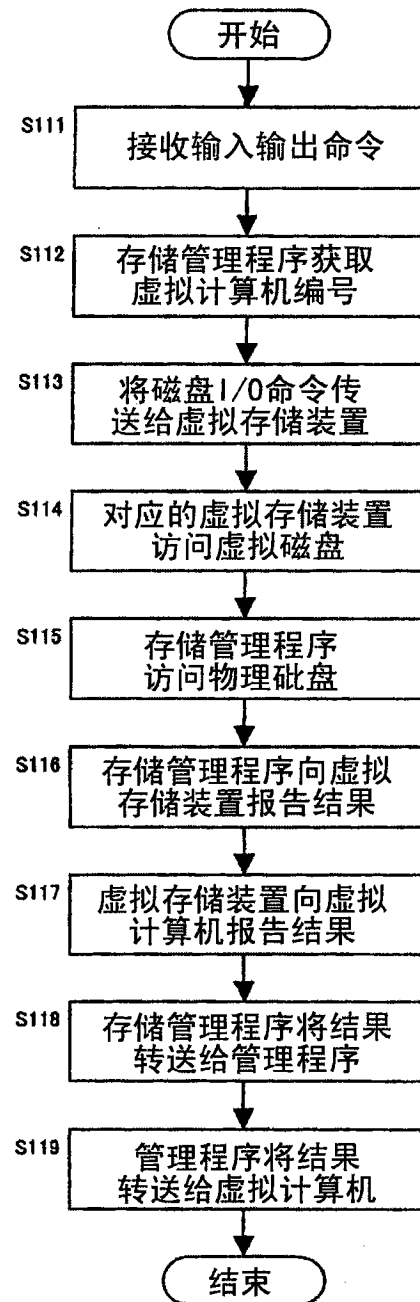 开始
S111
接收输入输出命令
S112
存储管理程序获取
虚拟计算机编号
S113
将磁盘I/O命令传
送给虚拟存储装置
S114
对应的虚拟存储装置
访问虚拟磁盘
S115
存储管理程序
访问物理砒盘
S116
存储管理程序向虚拟
存储装置报告结果
S117
虚拟存储装置向虚拟
计算机报告结果
S118
存储管理程序将结果
转送给管理程序
S119
管理程序将结果
转送给虚拟计算机
结束